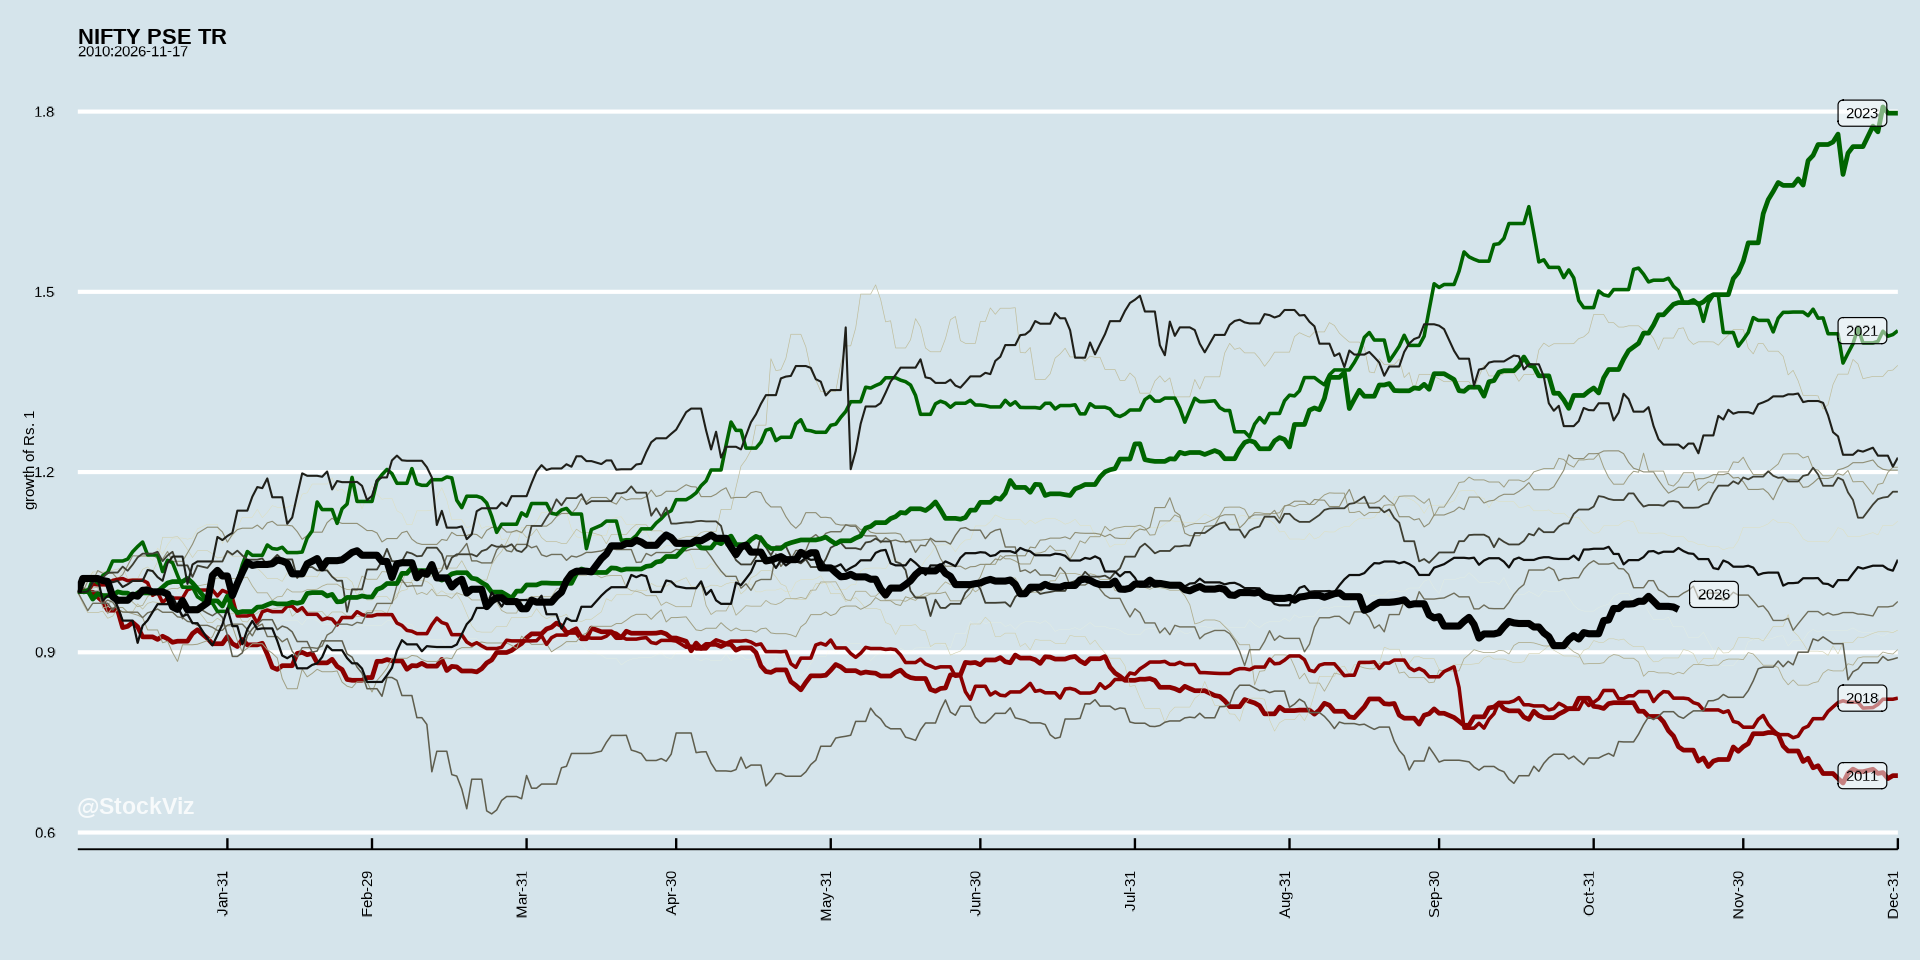 NIFTY PSE TR
2010:2026-11-17
growth of Rs. 1
1.8
1.5
1.2
0.9
0.6
2023
2021
2026
2018
2011
@StockViz
Jan-31
Feb-29
Mar-31
Apr-30
May-31
Jun-30
Jul-31
Aug-31
Sep-30
Oct-31
Nov-30
Dec-31